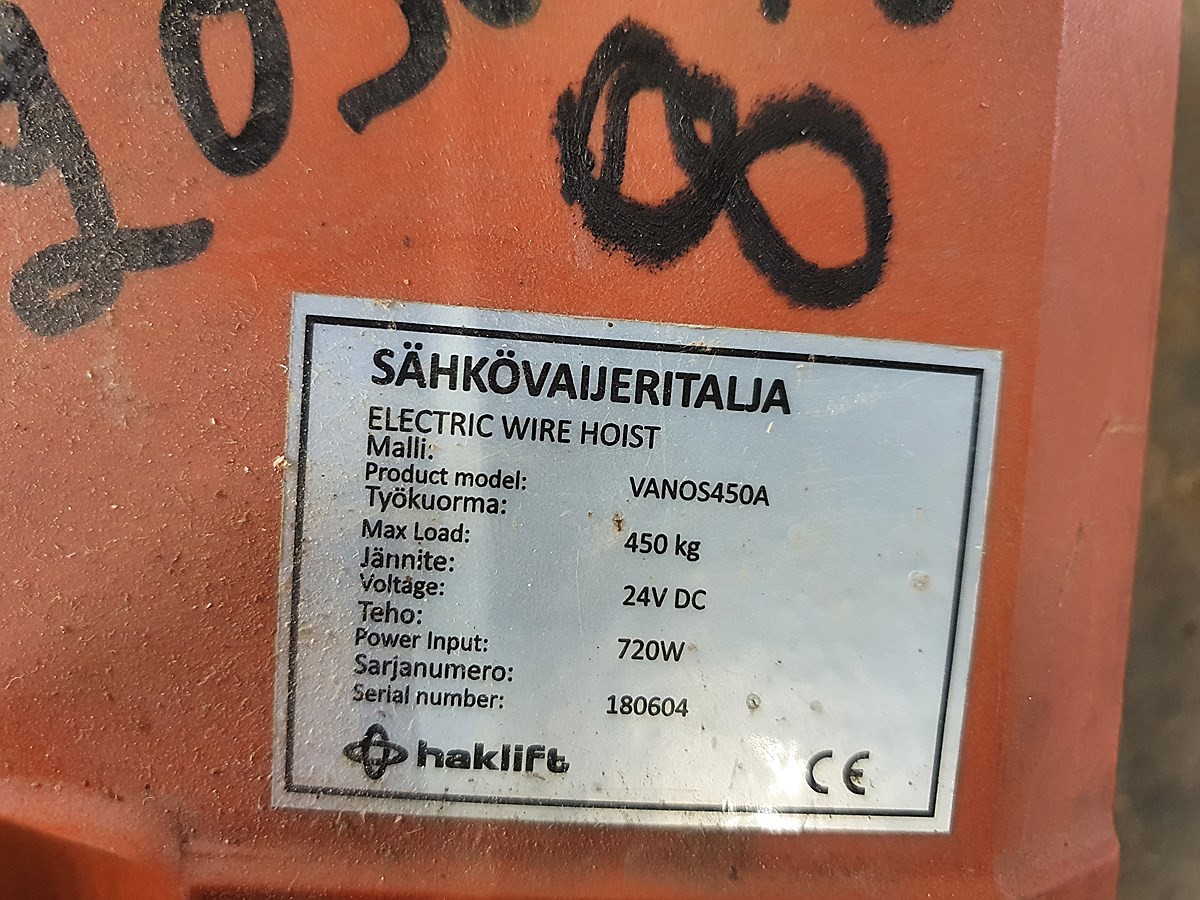 8
SÄHKÖVAIJERITALJA
ELECTRIC WIRE HOIST
Malli:
Product model: VANOS450A
Työkuorma:
Max Load: 450 kg
Jännite:
Voltage: 24V DC
Teho:
Power Input: 720W
Sarjanumero:
Serial number: 180604
haklift CE